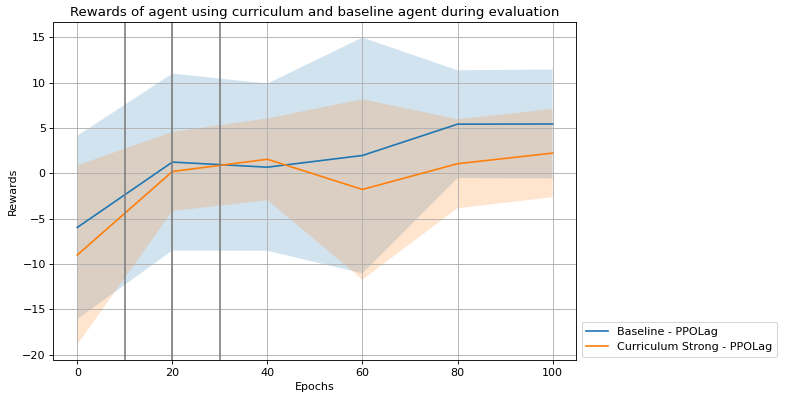 Rewards of agent using curriculum and baseline agent during evaluation
15
10
5
0
−5
−10
−15
−20
Rewards
0 20 40 60 80 100
Epochs
Baseline - PPOLag
Curriculum Strong - PPOLag